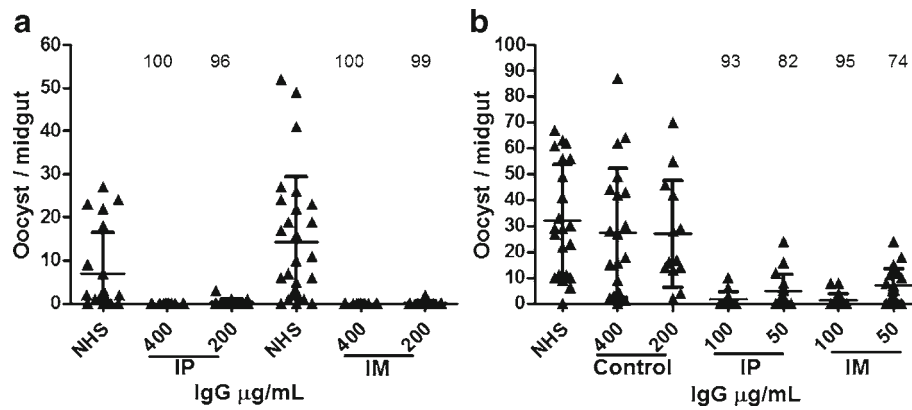 a
100 96 100 99
60
50
40
30
20
10
0
Oocyst / midgut
NHS 400 200 NHS 400 200
IP IM
IgG µg/mL
b
93 82 95 74
100
90
80
70
60
50
40
30
20
10
0
Oocyst / midgut
NHS 400 200 100 50 100 50
Control IP IM
IgG µg/mL